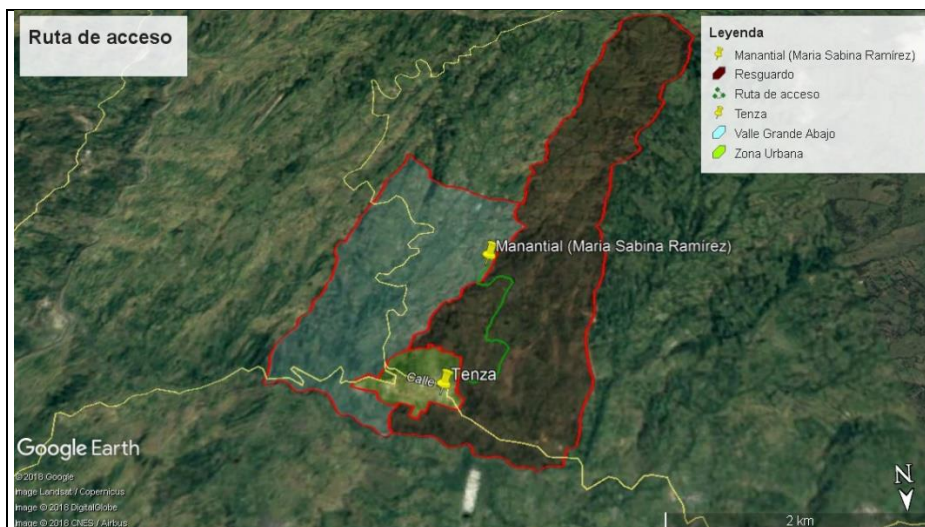 Ruta de acceso
Leyenda
Manantial (Maria Sabina Ramírez)
Resguardo
Ruta de acceso
Tenza
Valle Grande Abajo
Zona Urbana
Manantial (Maria Sabina Ramírez)
Tenza
Calle 7
Google Earth
© 2018 Google
Image Landsat / Copernicus
Image © 2018 DigitalGlobe
Image © 2018 CNES / Airbus
N
2 km